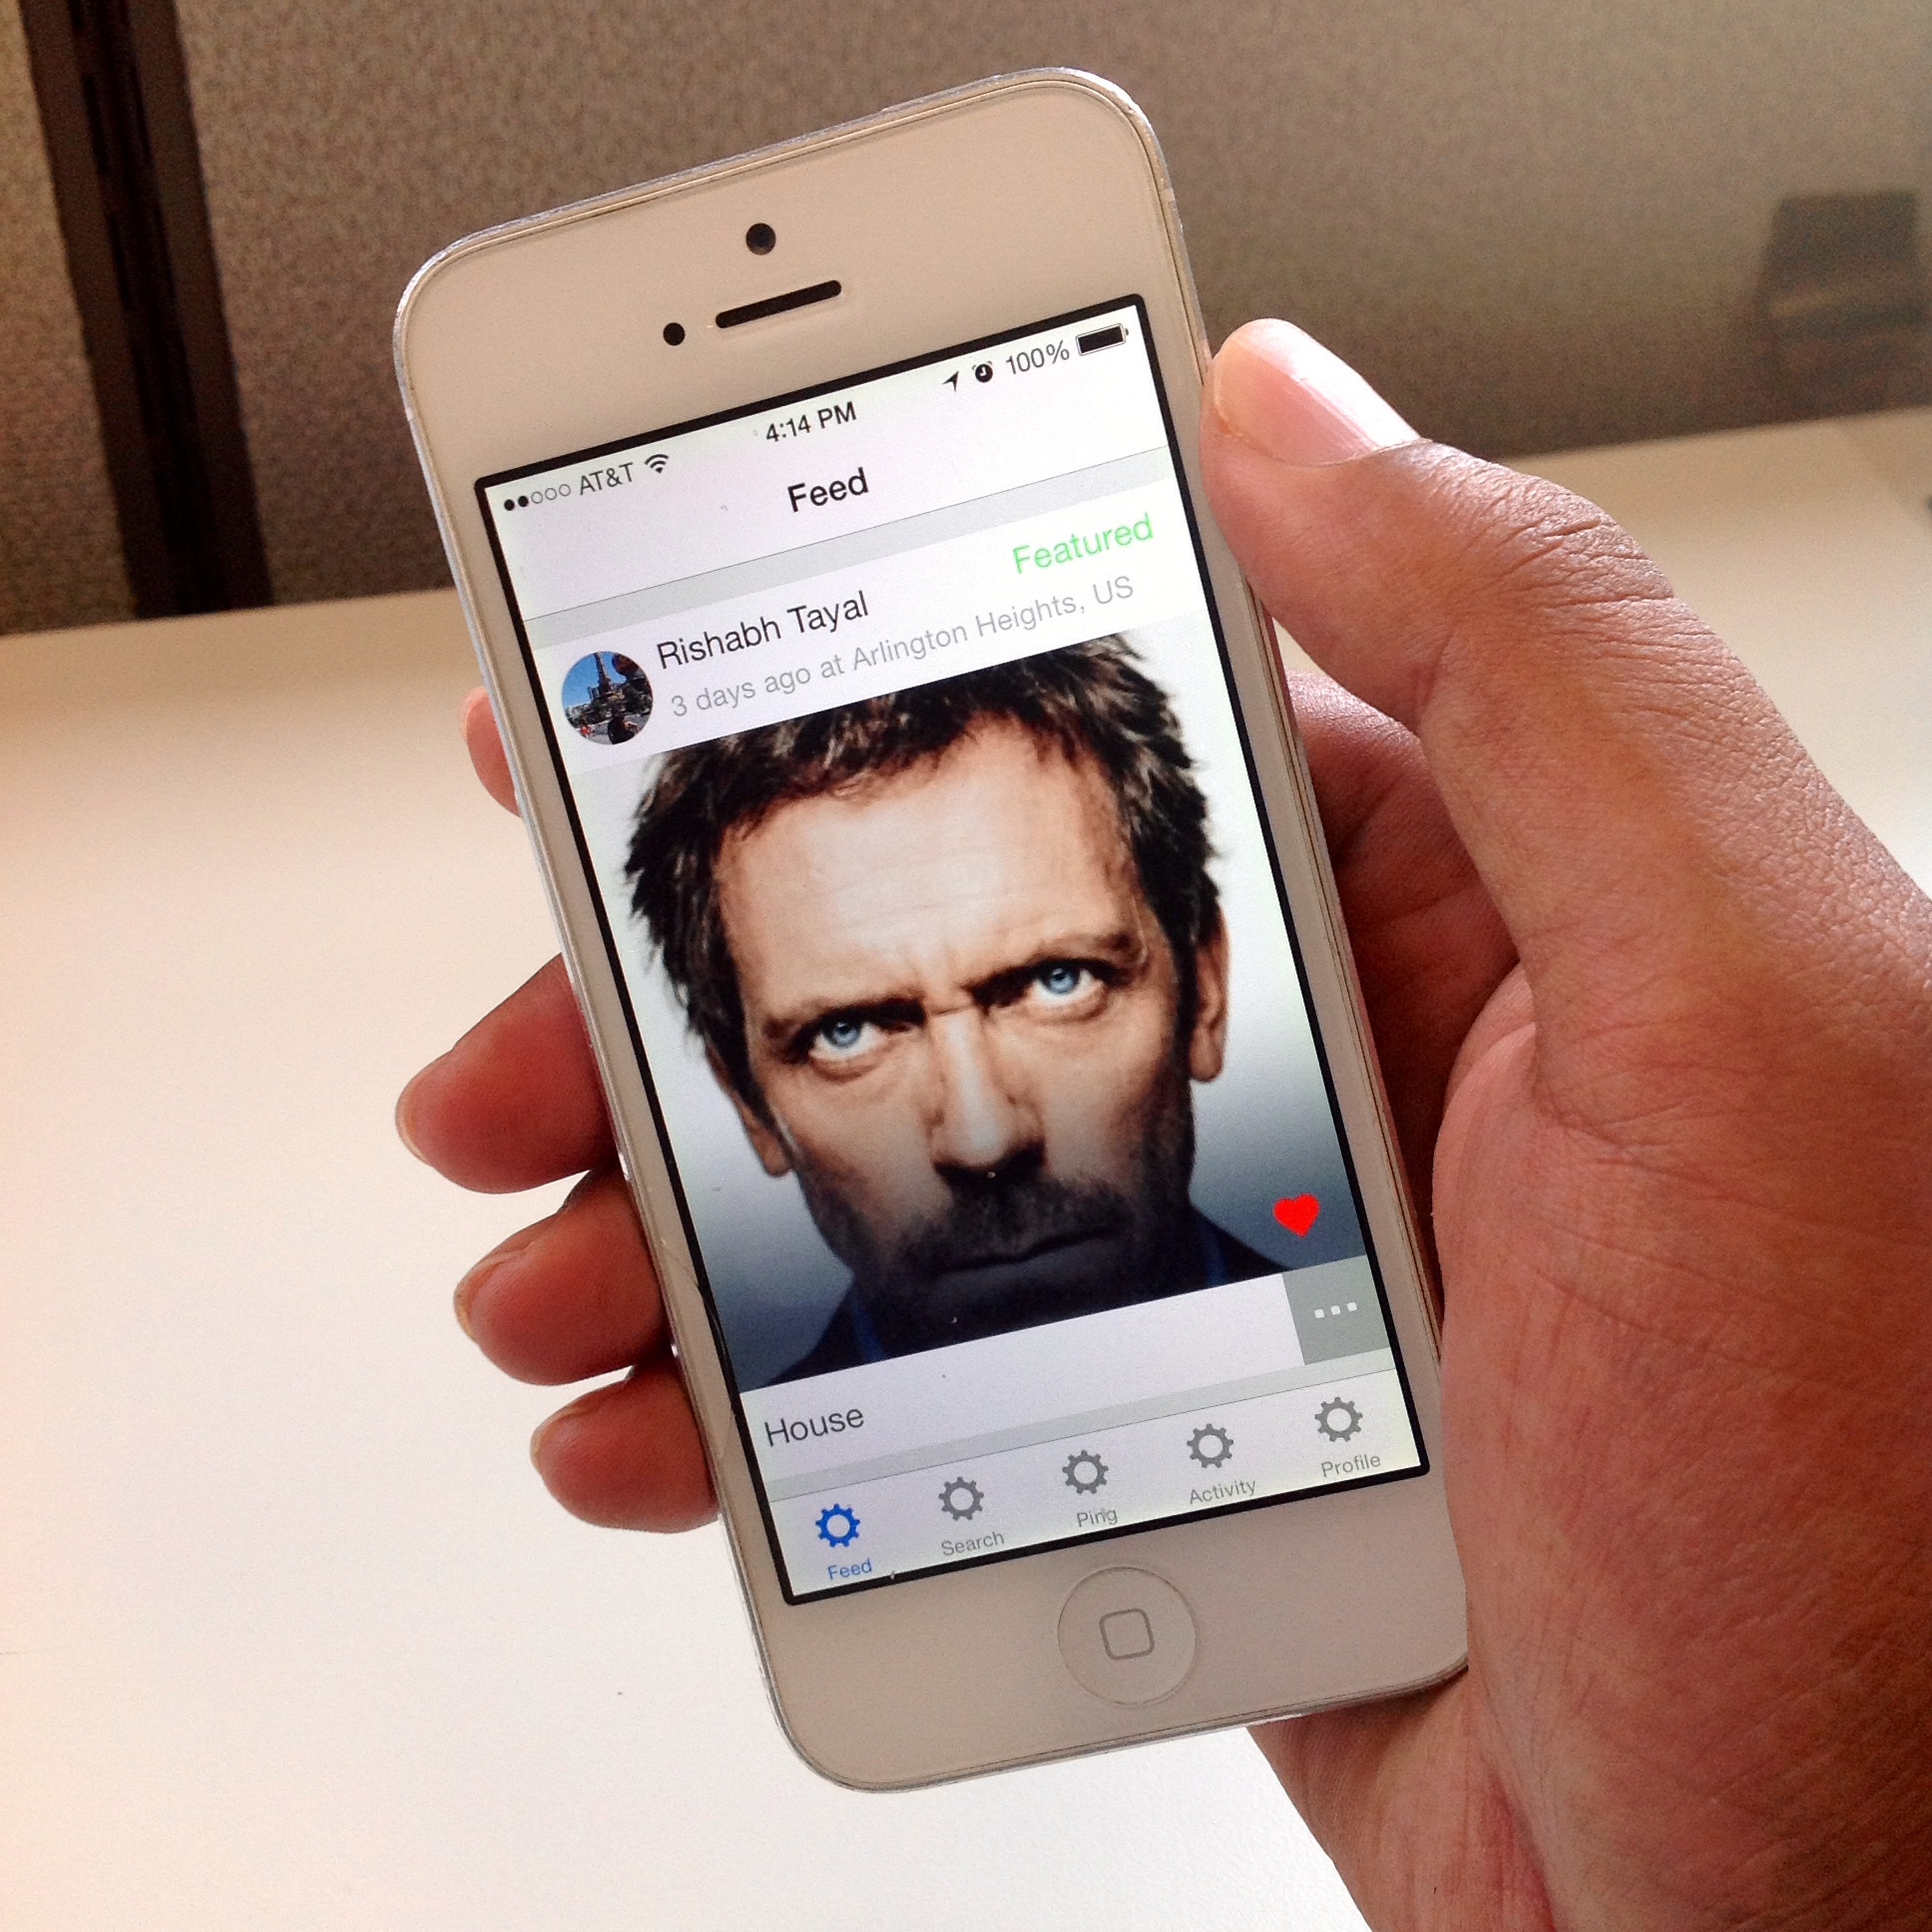 AT&T 4:14 PM 100%
Feed
Featured
Rishabh Tayal
3 days ago at Arlington Heights, US
House
Feed Search Ping Activity Profile